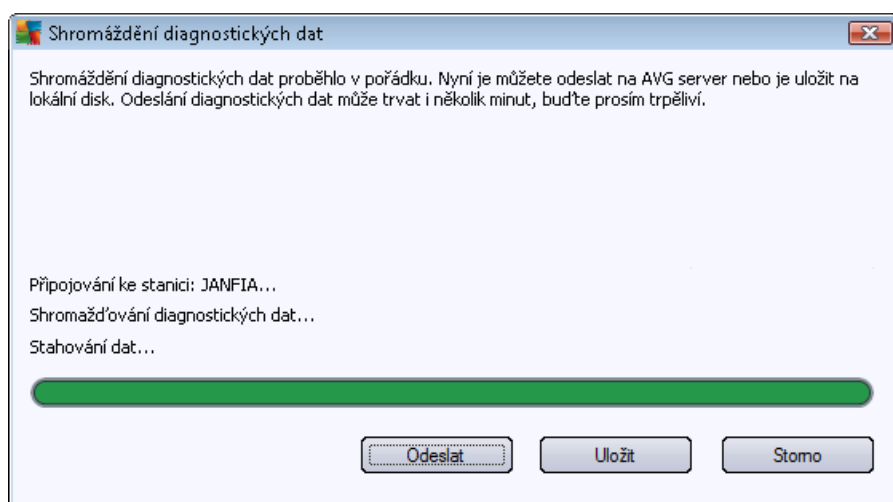 Shromáždění diagnostických dat
Shromáždění diagnostických dat proběhlo v pořádku. Nyní je můžete odeslat na AVG server nebo je uložit na
lokální disk. Odeslání diagnostických dat může trvat i několik minut, buďte prosím trpěliví.
Připojování ke stanici: JANFIA...
Shromažďování diagnostických dat...
Stahování dat...
Odeslat
Uložit
Storno